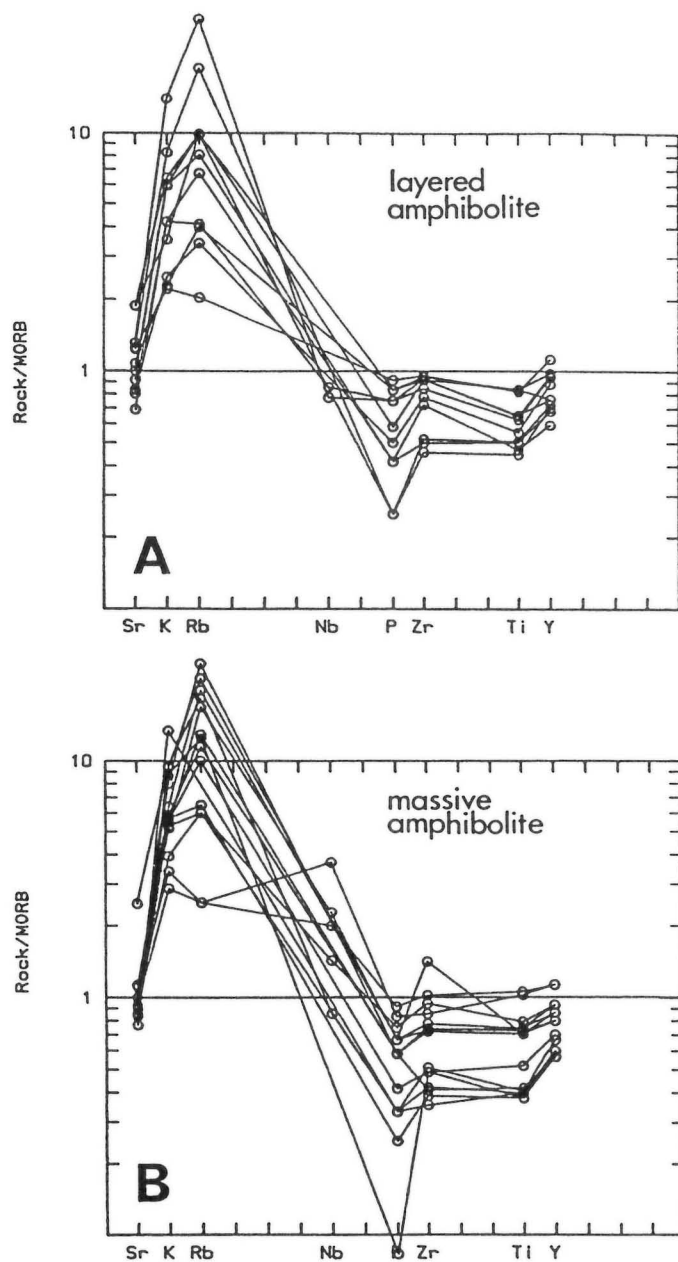 10
layered
amphibolite
1
Rock/MORB
A
Sr K Rb Nb P Zr Ti Y
10
massive
amphibolite
Rock/MORB
1
B
Sr K Rb Nb P Zr Ti Y